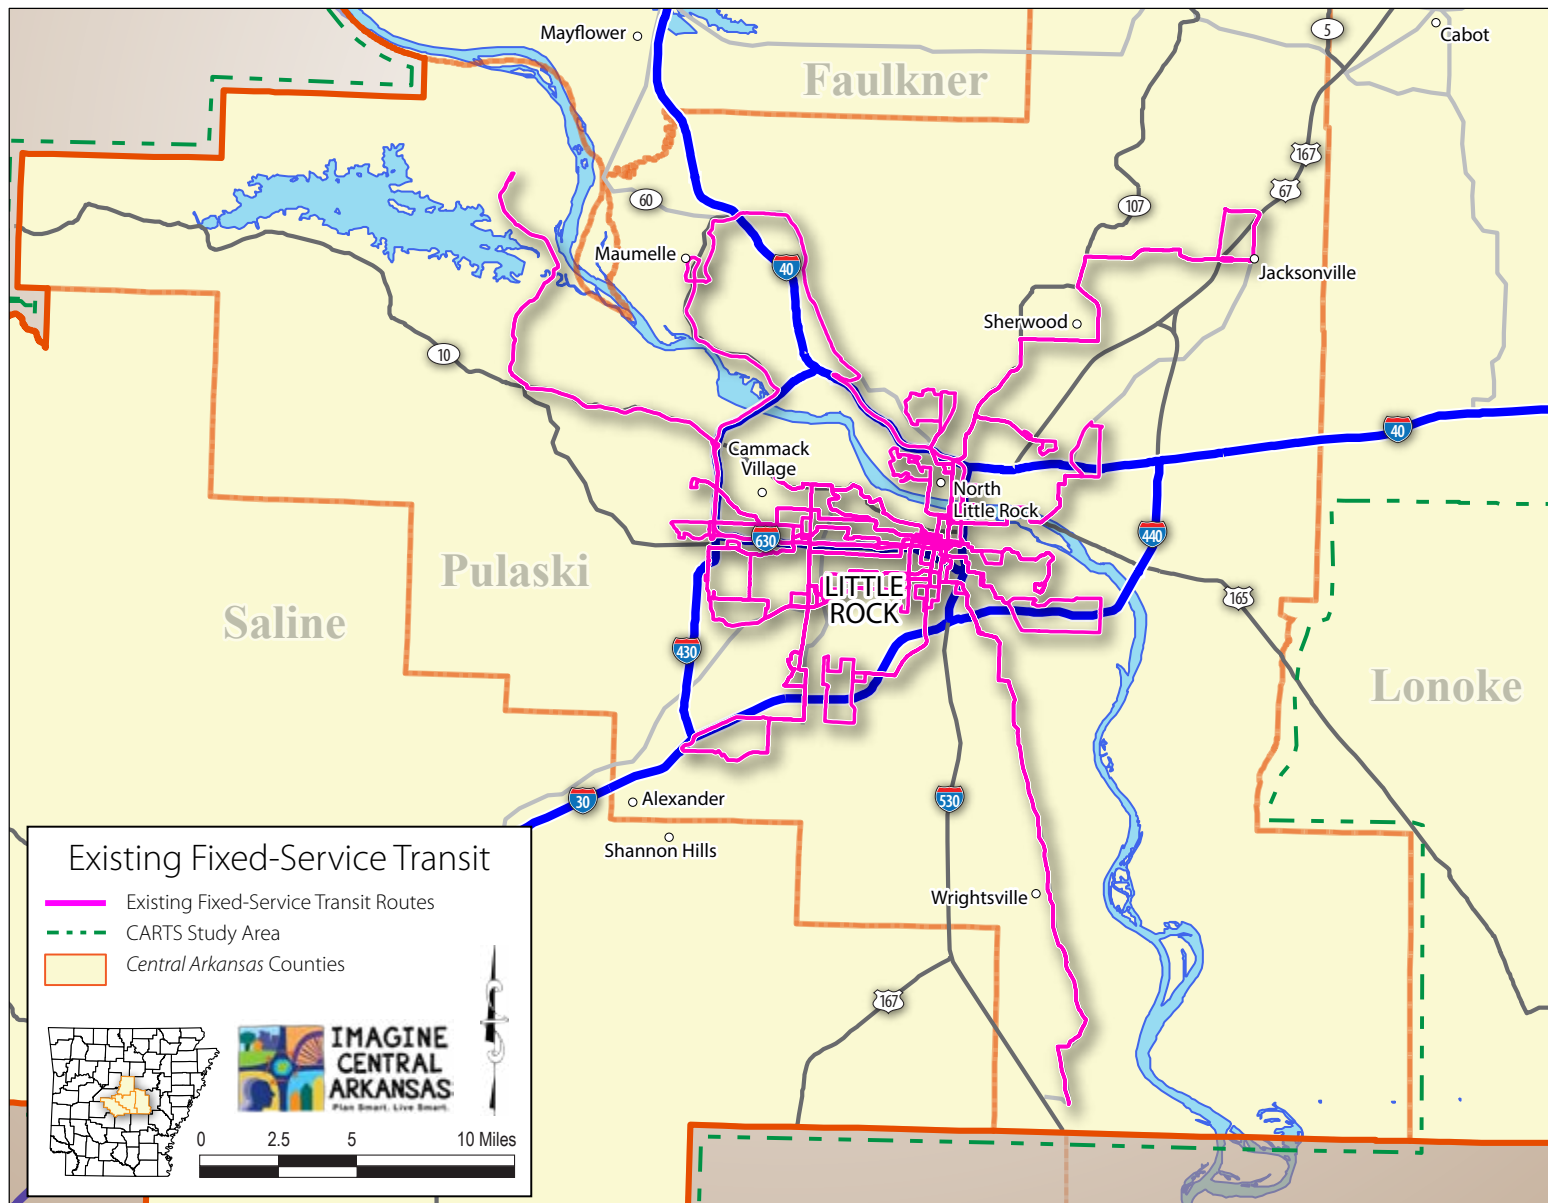 Mayflower
5
Cabot
Faulkner
167
67
60
107
Maumelle
40
Jacksonville
Sherwood
10
40
Cammack
Village
North
Little Rock
630
440
Pulaski
LITTLE
ROCK
165
Saline
430
Lonoke
30
Alexander
530
Shannon Hills
Wrightsville
167
Existing Fixed-Service Transit
Existing Fixed-Service Transit Routes
CARTS Study Area
Central Arkansas Counties
IMAGINE
CENTRAL
ARKANSAS
Plan Smart. Live Smart.
0 2.5 5 10 Miles